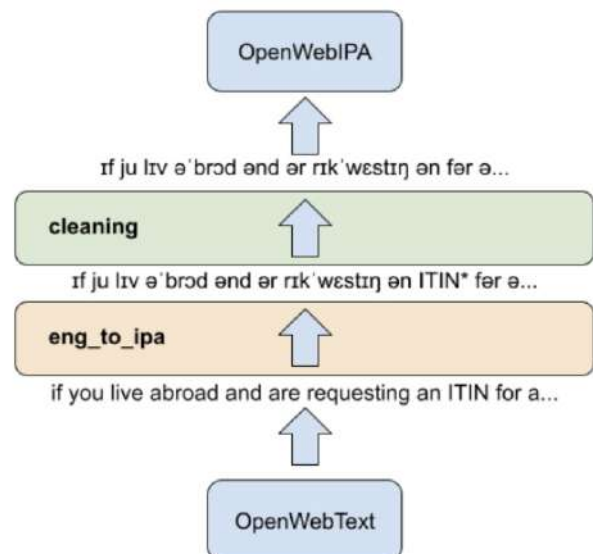 OpenWebIPA
ɪf ju lɪv əˈbrɔd ənd ər rɪkˈwɛstɪŋ ən fər ə...
cleaning
ɪf ju lɪv əˈbrɔd ənd ər rɪkˈwɛstɪŋ ən ITIN* fər ə...
eng_to_ipa
if you live abroad and are requesting an ITIN for a...
OpenWebText